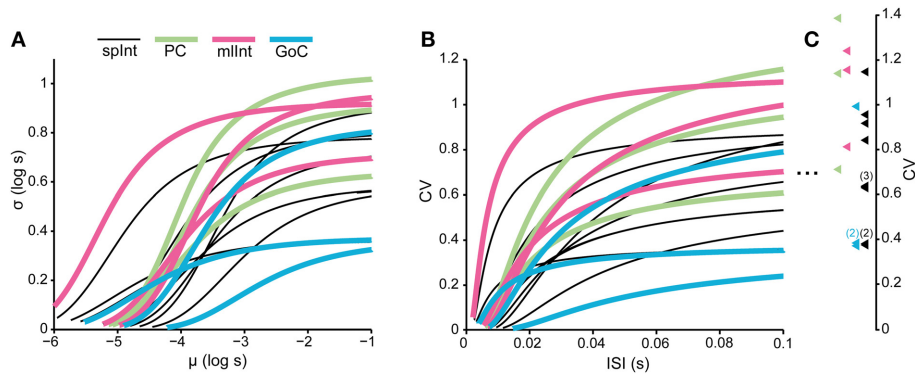 A
spInt PC mlInt GoC
σ (log s)
1
0.8
0.6
0.4
0.2
0
−6 −5 −4 −3 −2 −1
μ (log s)
B
CV
1.2
1
0.8
0.6
0.4
0.2
0
0 0.02 0.04 0.06 0.08 0.1
ISI (s)
C
...
(3)
(2) (2)
1.4
1.2
1
0.8
0.6
0.4
0.2
0
CV